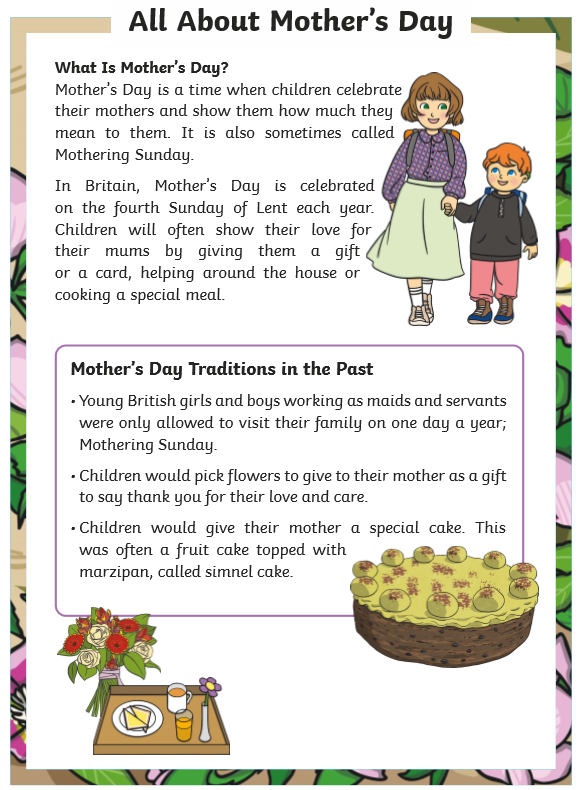 All About Mother's Day
What Is Mother's Day?
Mother's Day is a time when children celebrate
their mothers and show them how much they
mean to them. It is also sometimes called
Mothering Sunday.
In Britain, Mother's Day is celebrated
on the fourth Sunday of Lent each year.
Children will often show their love for
their mums by giving them a gift
or a card, helping around the house or
cooking a special meal.
Mother's Day Traditions in the Past
• Young British girls and boys working as maids and servants
were only allowed to visit their family on one day a year;
Mothering Sunday.
• Children would pick flowers to give to their mother as a gift
to say thank you for their love and care.
• Children would give their mother a special cake. This
was often a fruit cake topped with
marzipan, called simnel cake.